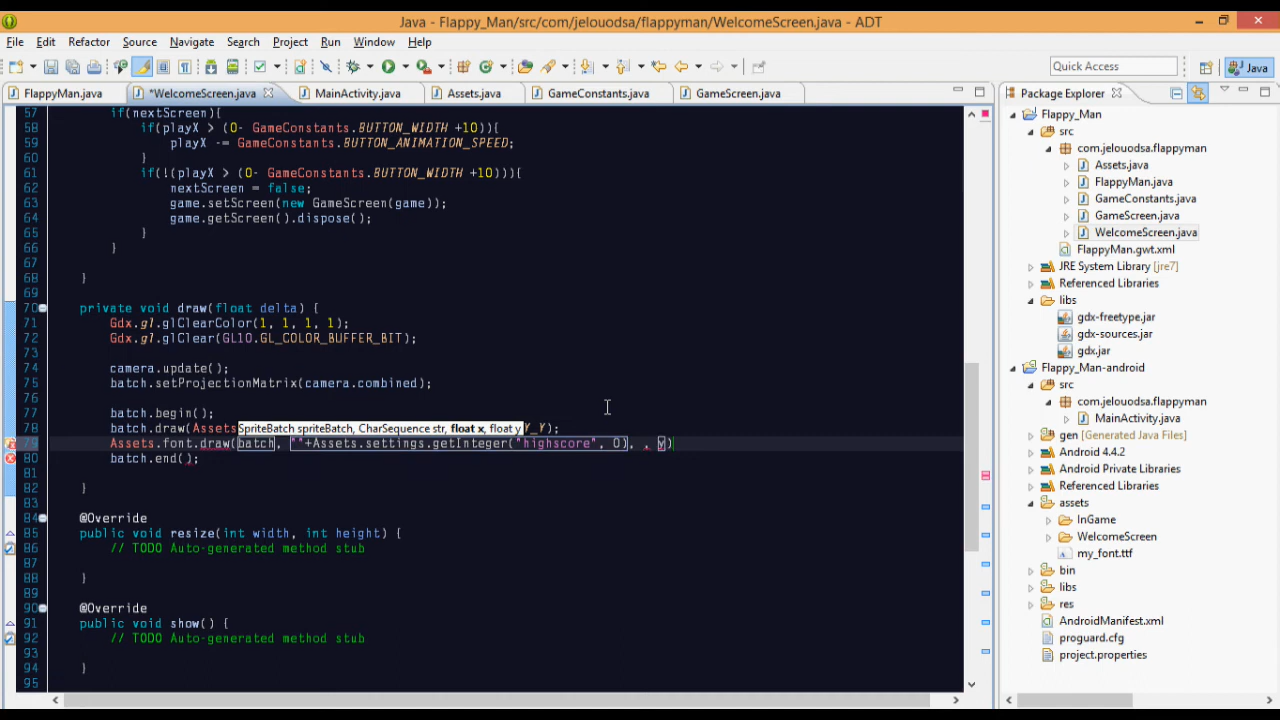 Java - Flappy_Man/src/com/jelouodsa/flappyman/WelcomeScreen.java - ADT
File Edit Refactor Source Navigate Search Project Run Window Help
Quick Access
Java
FlappyMan.java
*WelcomeScreen.java
MainActivity.java
Assets.java
GameConstants.java
GameScreen.java
57 if(nextScreen){
58 if(playX > (0- GameConstants.BUTTON_WIDTH +10)){
59 playX -= GameConstants.BUTTON_ANIMATION_SPEED;
60 }
61 if(!(playX > (0- GameConstants.BUTTON_WIDTH +10))){
62 nextScreen = false;
63 game.setScreen(new GameScreen(game));
64 game.getScreen().dispose();
65 }
66 }
67
68 }
69
70 private void draw(float delta) {
71 Gdx.gl.glClearColor(1, 1, 1, 1);
72 Gdx.gl.glClear(GL10.GL_COLOR_BUFFER_BIT);
73
74 camera.update();
75 batch.setProjectionMatrix(camera.combined);
76
77 batch.begin();
78 batch.draw(Assets
SpriteBatch spriteBatch, CharSequence str, float x, float y
Y_Y);
79 Assets.font.draw(batch, ""+Assets.settings.getInteger("highscore", 0), , y)
80 batch.end();
81
82 }
83
84 @Override
85 public void resize(int width, int height) {
86 // TODO Auto-generated method stub
87
88 }
89
90 @Override
91 public void show() {
92 // TODO Auto-generated method stub
93
94 }
95
Package Explorer
Flappy_Man
src
com.jelouodsa.flappyman
Assets.java
FlappyMan.java
GameConstants.java
GameScreen.java
WelcomeScreen.java
FlappyMan.gwt.xml
JRE System Library [jre7]
Referenced Libraries
libs
gdx-freetype.jar
gdx-sources.jar
gdx.jar
Flappy_Man-android
src
com.jelouodsa.flappyman
MainActivity.java
gen [Generated Java Files]
Android 4.4.2
Android Private Libraries
Referenced Libraries
assets
InGame
WelcomeScreen
my_font.ttf
bin
libs
res
AndroidManifest.xml
proguard.cfg
project.properties